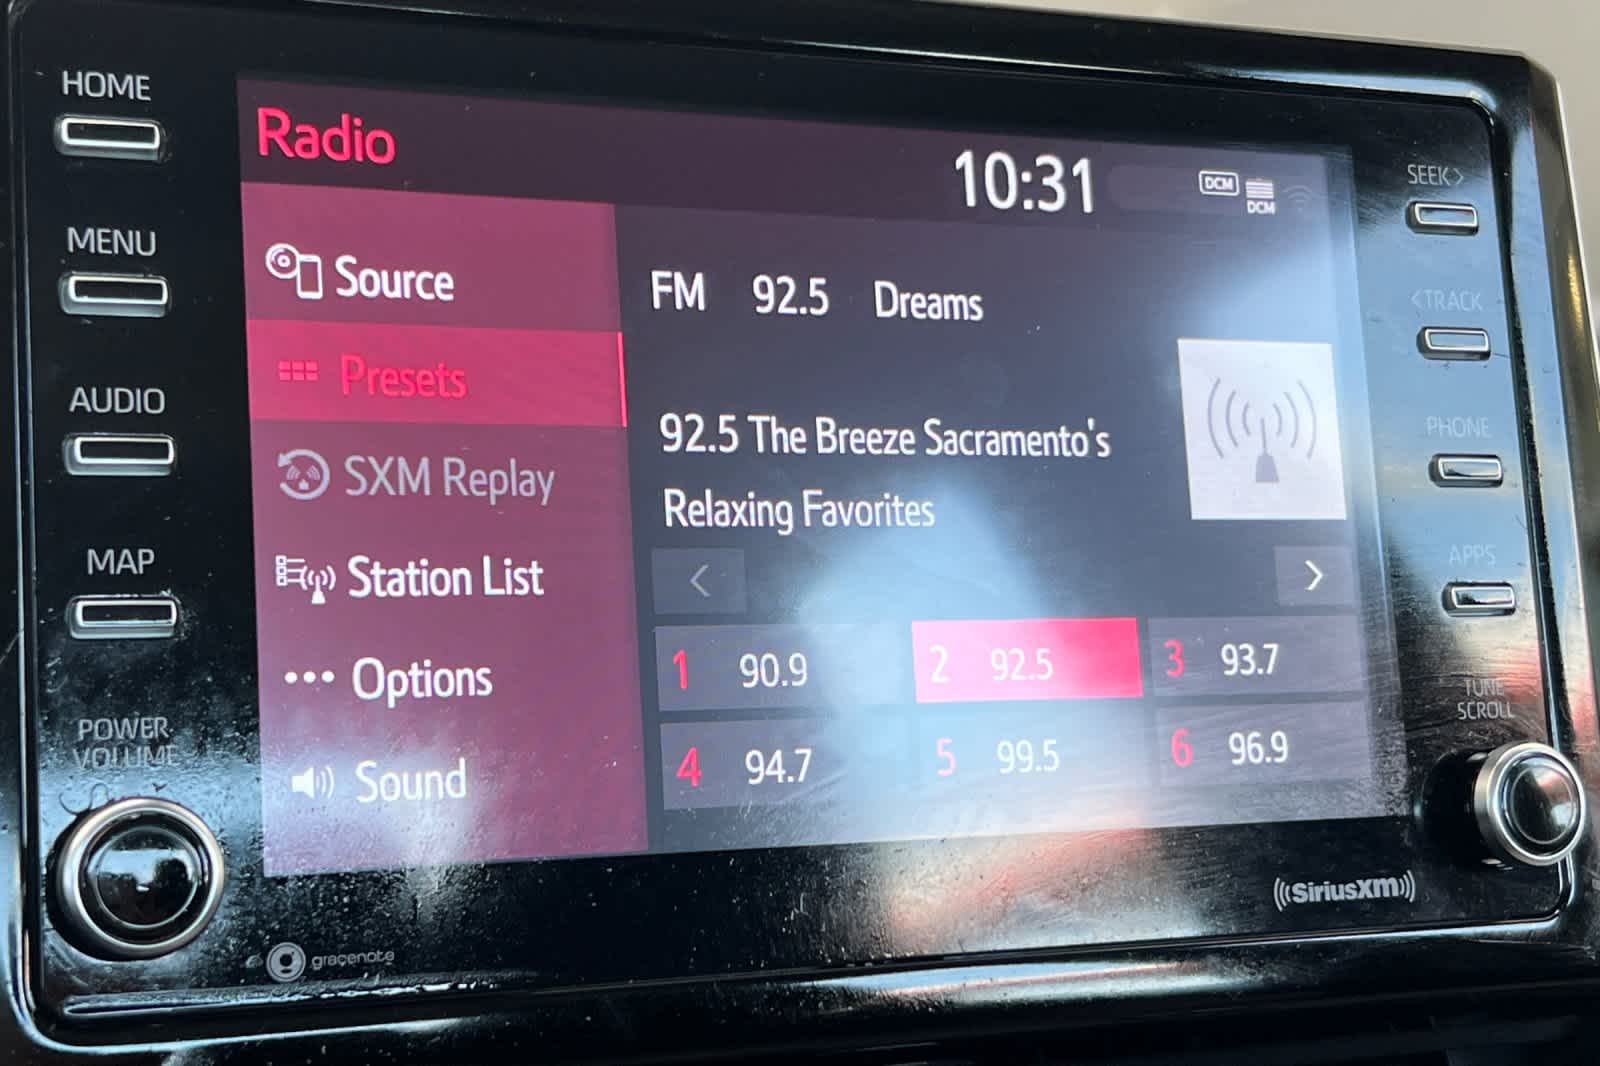 HOME
MENU
AUDIO
MAP
POWER
VOLUME
Radio
10:31
DCM
DCM
Source
Presets
SXM Replay
Station List
Options
Sound
FM 92.5 Dreams
92.5 The Breeze Sacramento's
Relaxing Favorites
1 90.9
2 92.5
3 93.7
4 94.7
5 99.5
6 96.9
SEEK>
<TRACK
PHONE
APPS
TUNE
SCROLL
gracenote
((SiriusXM))